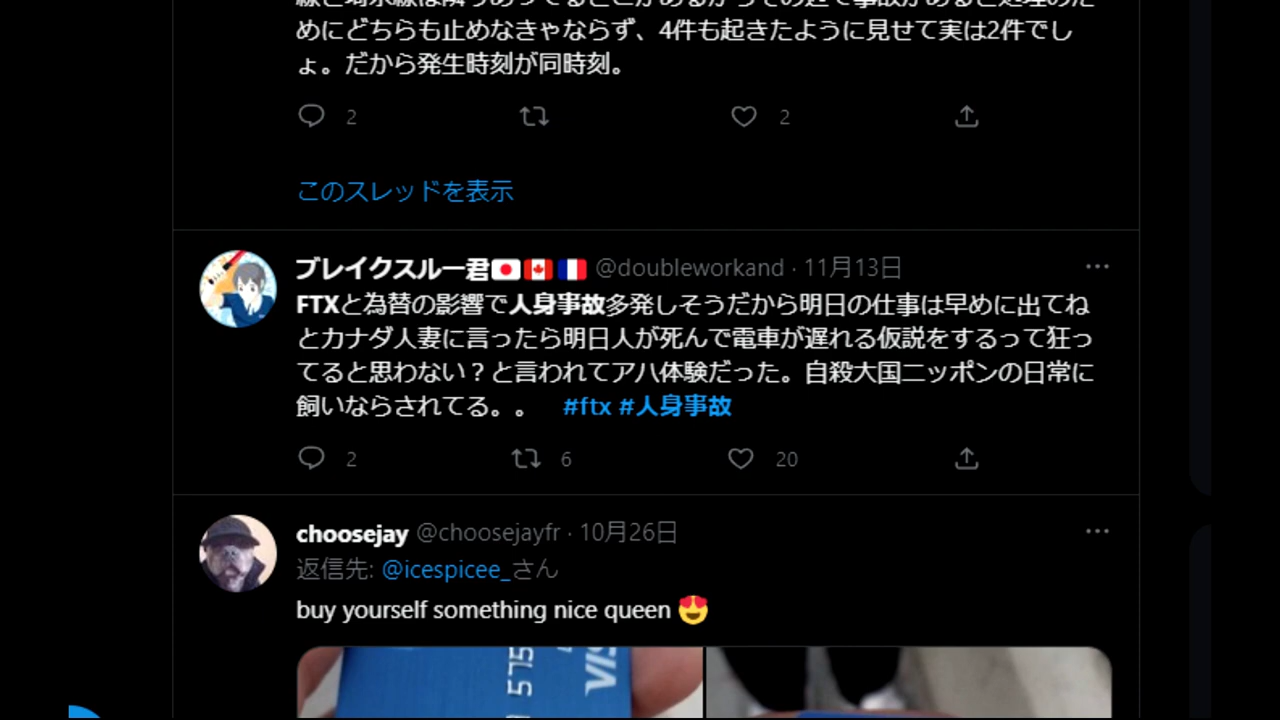 めにどちらも止めなきゃならず、4件も起きたように見せて実は2件でし
ょ。だから発生時刻が同時刻。
2 2
このスレッドを表示
ブレイクスルー君🇯🇵🇨🇦🇫🇷 @doubleworkand · 11月13日
FTXと為替の影響で人身事故多発しそうだから明日の仕事は早めに出てね
とカナダ人妻に言ったら明日人が死んで電車が遅れる仮説をするって狂っ
てると思わない？と言われてアハ体験だった。自殺大国ニッポンの日常に
飼いならされてる。。 #ftx #人身事故
2 6 20
choosejay @choosejayfr · 10月26日
返信先: @icespicee_さん
buy yourself something nice queen 😍
575
VIS